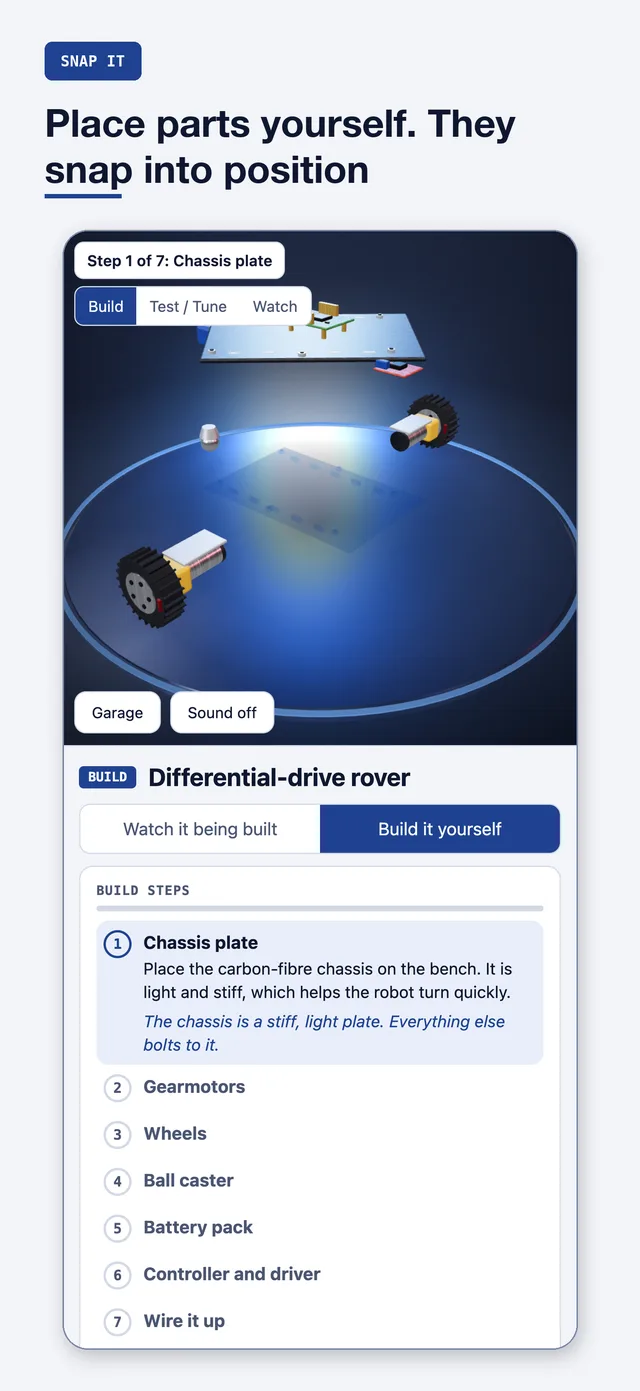 SNAP IT
Place parts yourself. They
snap into position
Step 1 of 7: Chassis plate
Build
Test / Tune
Watch
Garage
Sound off
BUILD
Differential-drive rover
Watch it being built
Build it yourself
BUILD STEPS
1
Chassis plate
Place the carbon-fibre chassis on the bench. It is
light and stiff, which helps the robot turn quickly.
The chassis is a stiff, light plate. Everything else
bolts to it.
2
Gearmotors
3
Wheels
4
Ball caster
5
Battery pack
6
Controller and driver
7
Wire it up